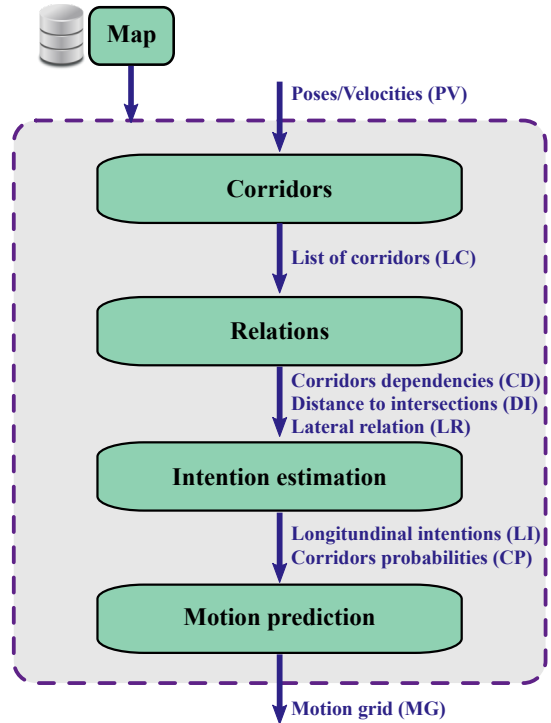 Map
Poses/Velocities (PV)
Corridors
List of corridors (LC)
Relations
Corridors dependencies (CD)
Distance to intersections (DI)
Lateral relation (LR)
Intention estimation
Longitundinal intentions (LI)
Corridors probabilities (CP)
Motion prediction
Motion grid (MG)